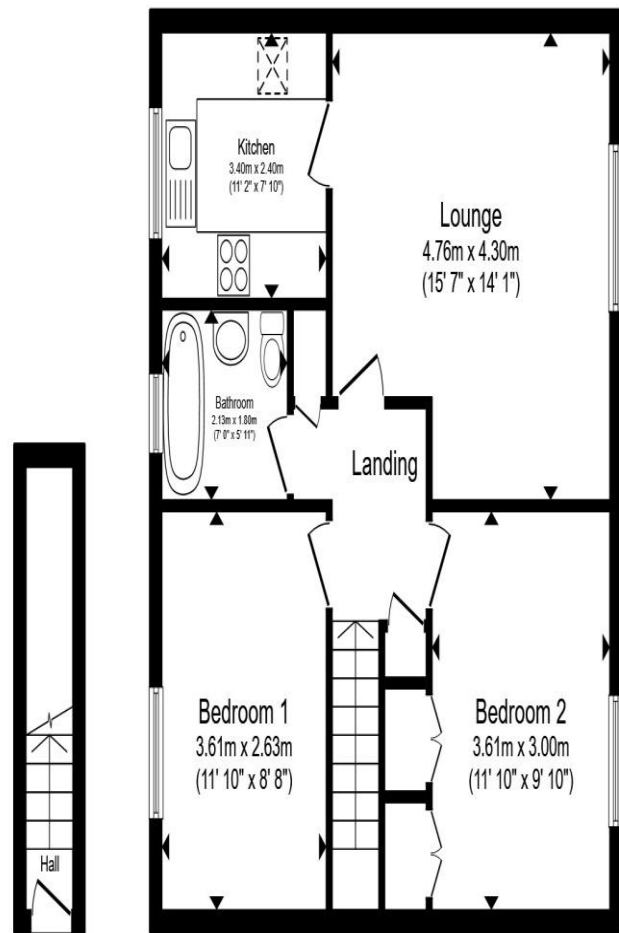 Kitchen
3.40m x 2.40m
(11' 2" x 7' 10")
Lounge
4.76m x 4.30m
(15' 7" x 14' 1")
Bathroom
2.13m x 1.80m
(7' 0" x 5' 11")
Landing
Bedroom 1
3.61m x 2.63m
(11' 10" x 8' 8")
Bedroom 2
3.61m x 3.00m
(11' 10" x 9' 10")
Hall